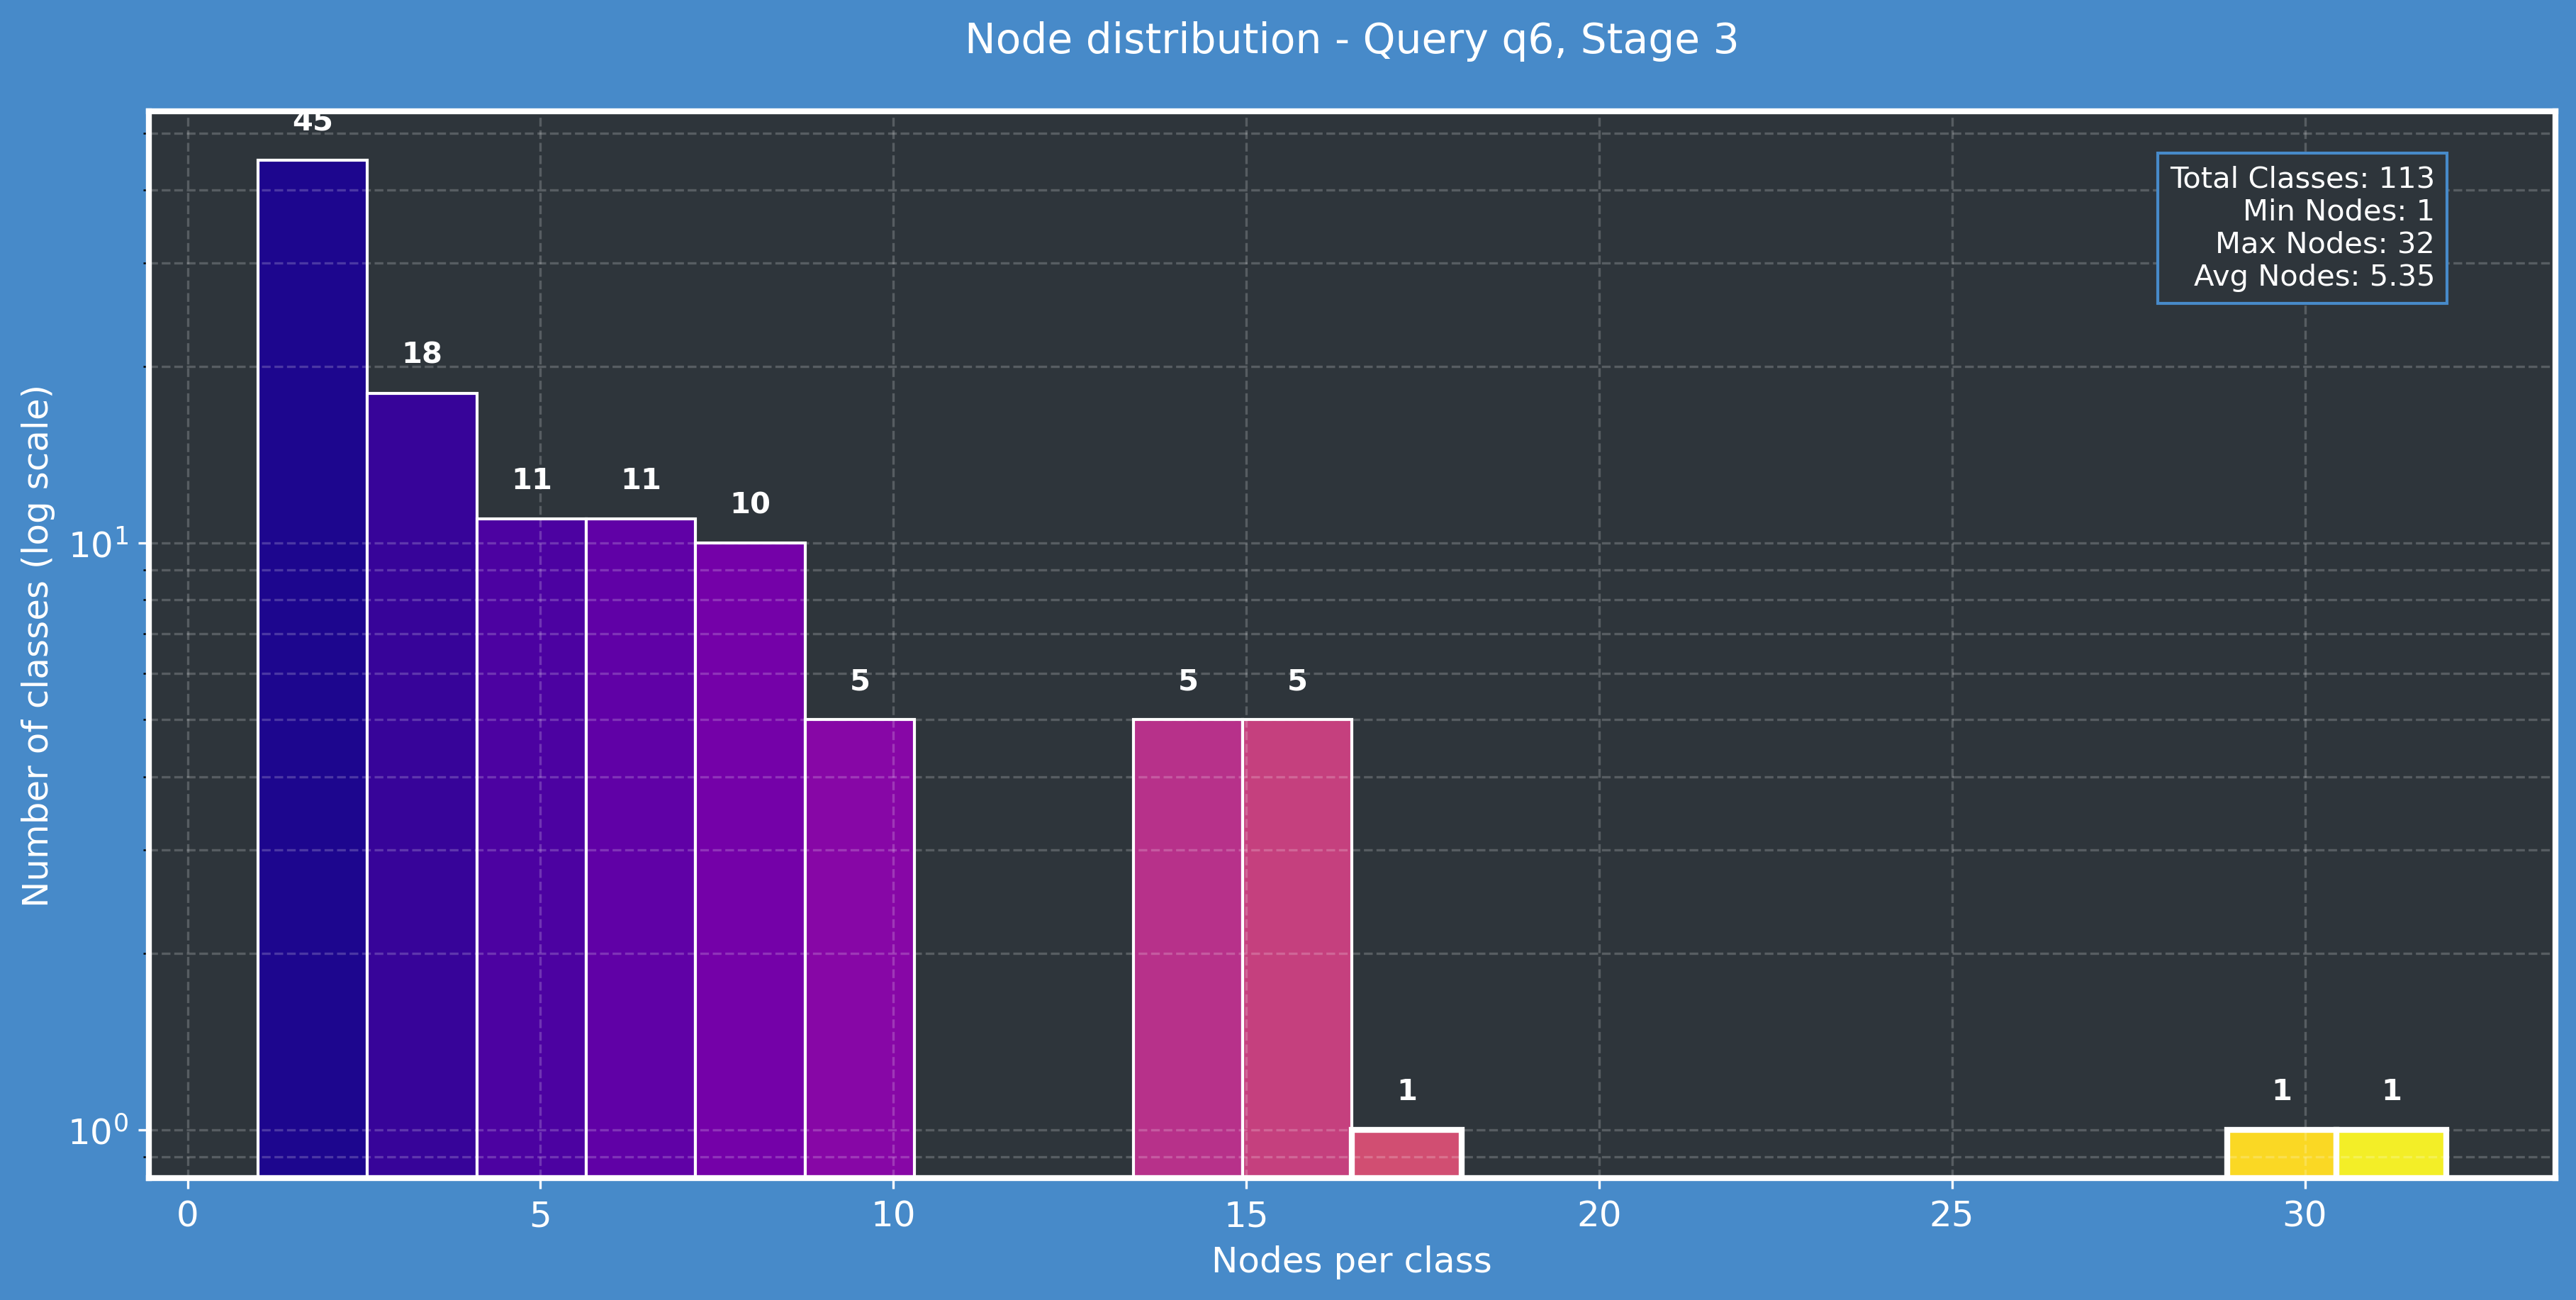 Node distribution - Query q6, Stage 3
45
18
11
11
10
5
5
5
1
1
1
Total Classes: 113
Min Nodes: 1
Max Nodes: 32
Avg Nodes: 5.35
Number of classes (log scale)
10¹
10⁰
0 5 10 15 20 25 30
Nodes per class